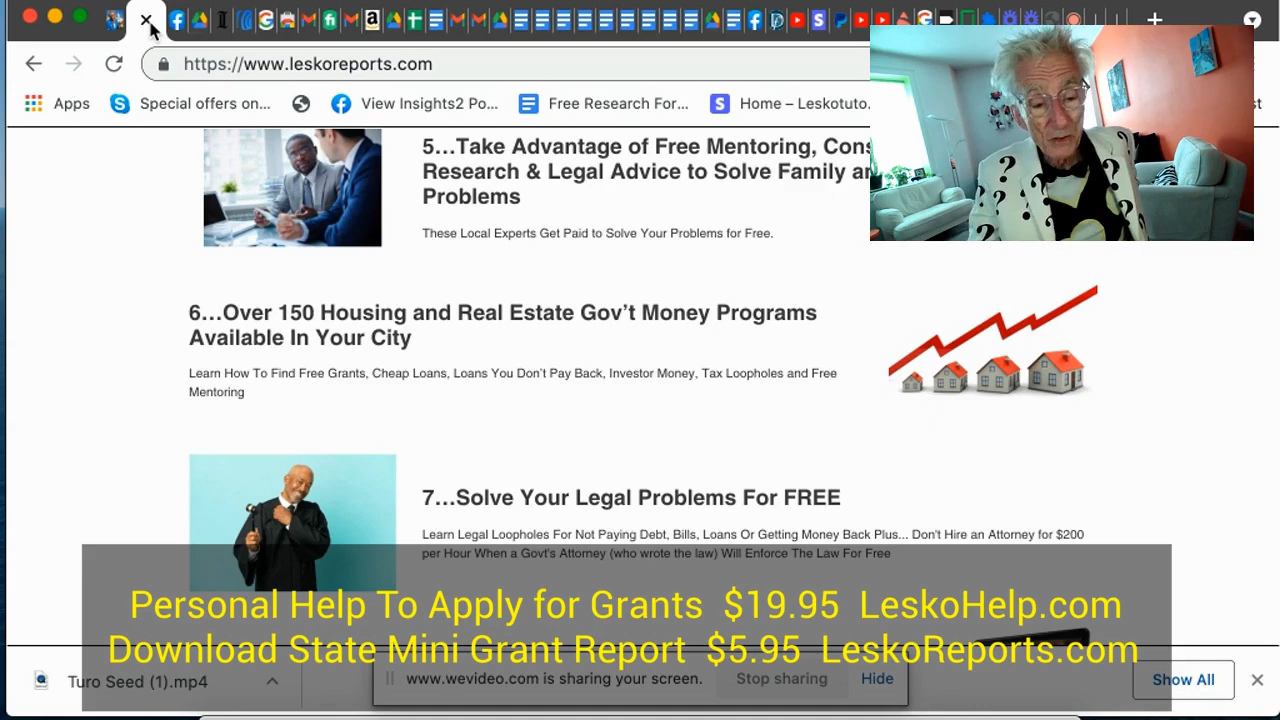 https://www.leskoreports.com
Apps Special offers on... View Insights2 Po... Free Research For... Home – Leskotuto.
5...Take Advantage of Free Mentoring, Cons
Research & Legal Advice to Solve Family
Problems
These Local Experts Get Paid to Solve Your Problems for Free.
6...Over 150 Housing and Real Estate Gov't Money Programs
Available In Your City
Learn How To Find Free Grants, Cheap Loans, Loans You Don't Pay Back, Investor Money, Tax Loopholes and Free
Mentoring
7...Solve Your Legal Problems For FREE
Learn Legal Loopholes For Not Paying Debt, Bills, Loans Or Getting Money Back Plus... Don't Hire an Attorney for $200
per Hour When a Govt's Attorney (who wrote the law) Will Enforce The Law For Free
Personal Help To Apply for Grants $19.95 LeskoHelp.com
Download State Mini Grant Report $5.95 LeskoReports.com
Turo Seed (1).mp4
www.wevideo.com is sharing your screen. Stop sharing Hide
Show All